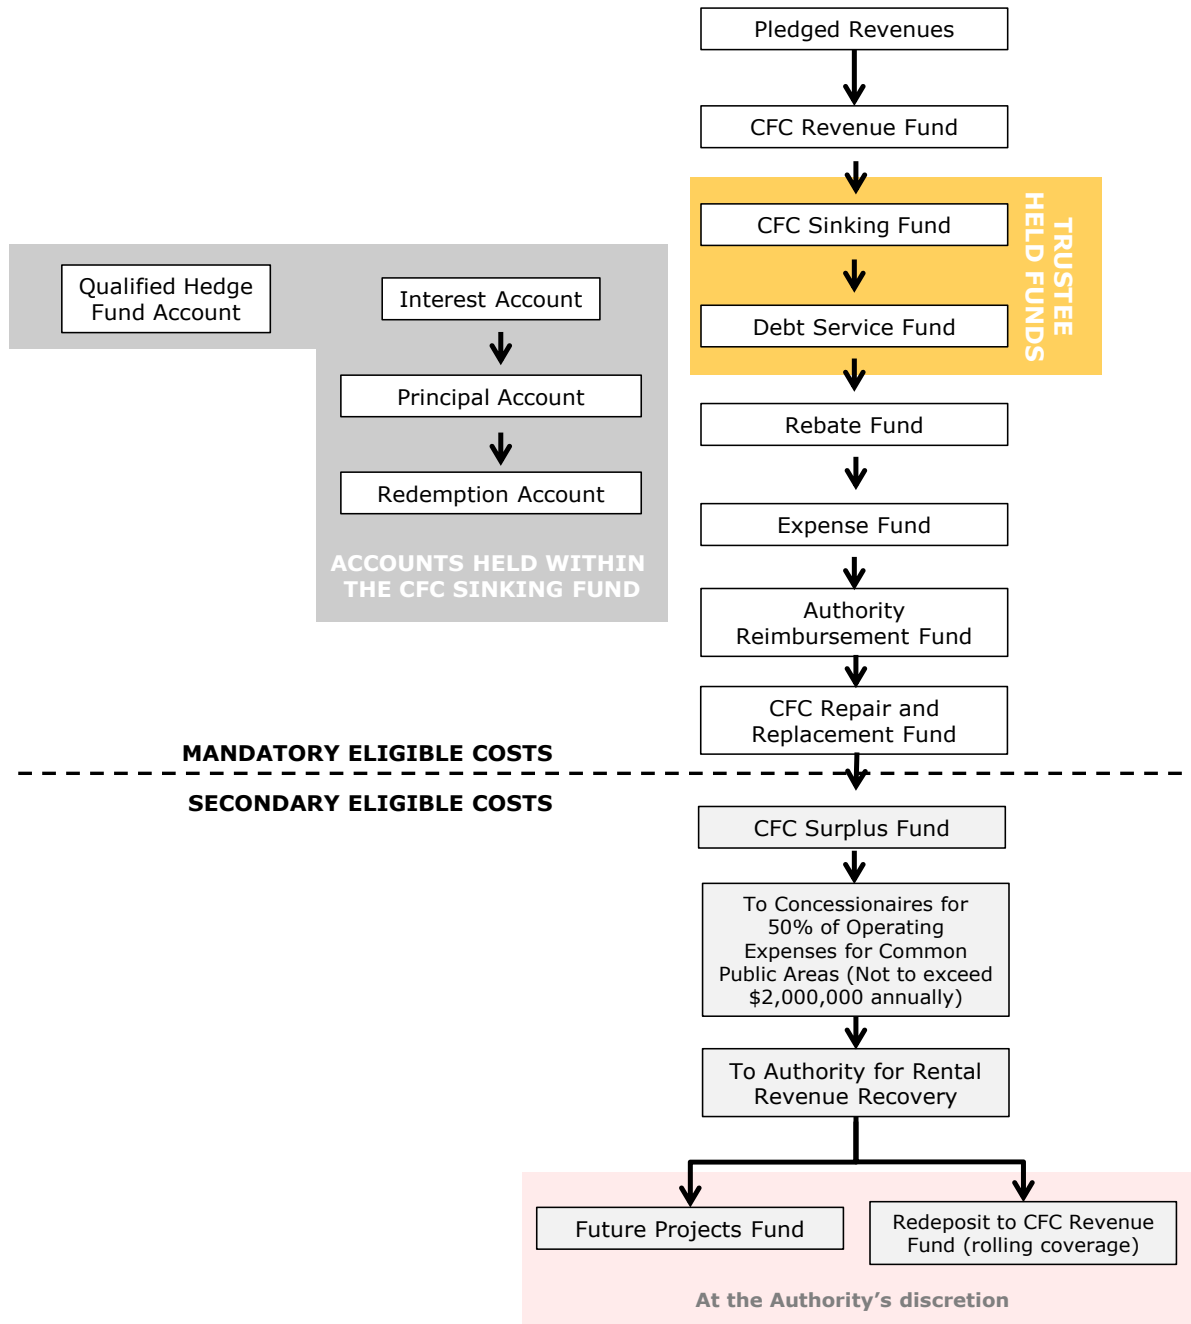 Pledged Revenues
CFC Revenue Fund
CFC Sinking Fund
Debt Service Fund
TRUSTEE
HELD FUNDS
Qualified Hedge
Fund Account
Interest Account
Principal Account
Redemption Account
ACCOUNTS HELD WITHIN
THE CFC SINKING FUND
Rebate Fund
Expense Fund
Authority
Reimbursement Fund
CFC Repair and
Replacement Fund
MANDATORY ELIGIBLE COSTS
SECONDARY ELIGIBLE COSTS
CFC Surplus Fund
To Concessionaires for
50% of Operating
Expenses for Common
Public Areas (Not to exceed
$2,000,000 annually)
To Authority for Rental
Revenue Recovery
Future Projects Fund
Redeposit to CFC Revenue
Fund (rolling coverage)
At the Authority’s discretion